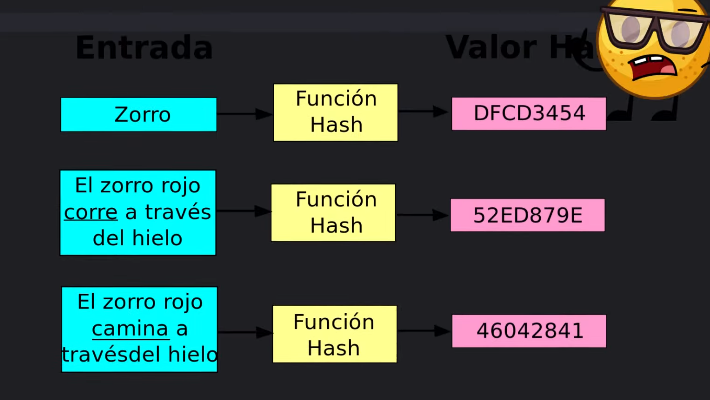 Entrada
Valor Ha
Zorro
Función
Hash
DFCD3454
El zorro rojo
corre a través
del hielo
Función
Hash
52ED879E
El zorro rojo
camina a
travésdel hielo
Función
Hash
46042841